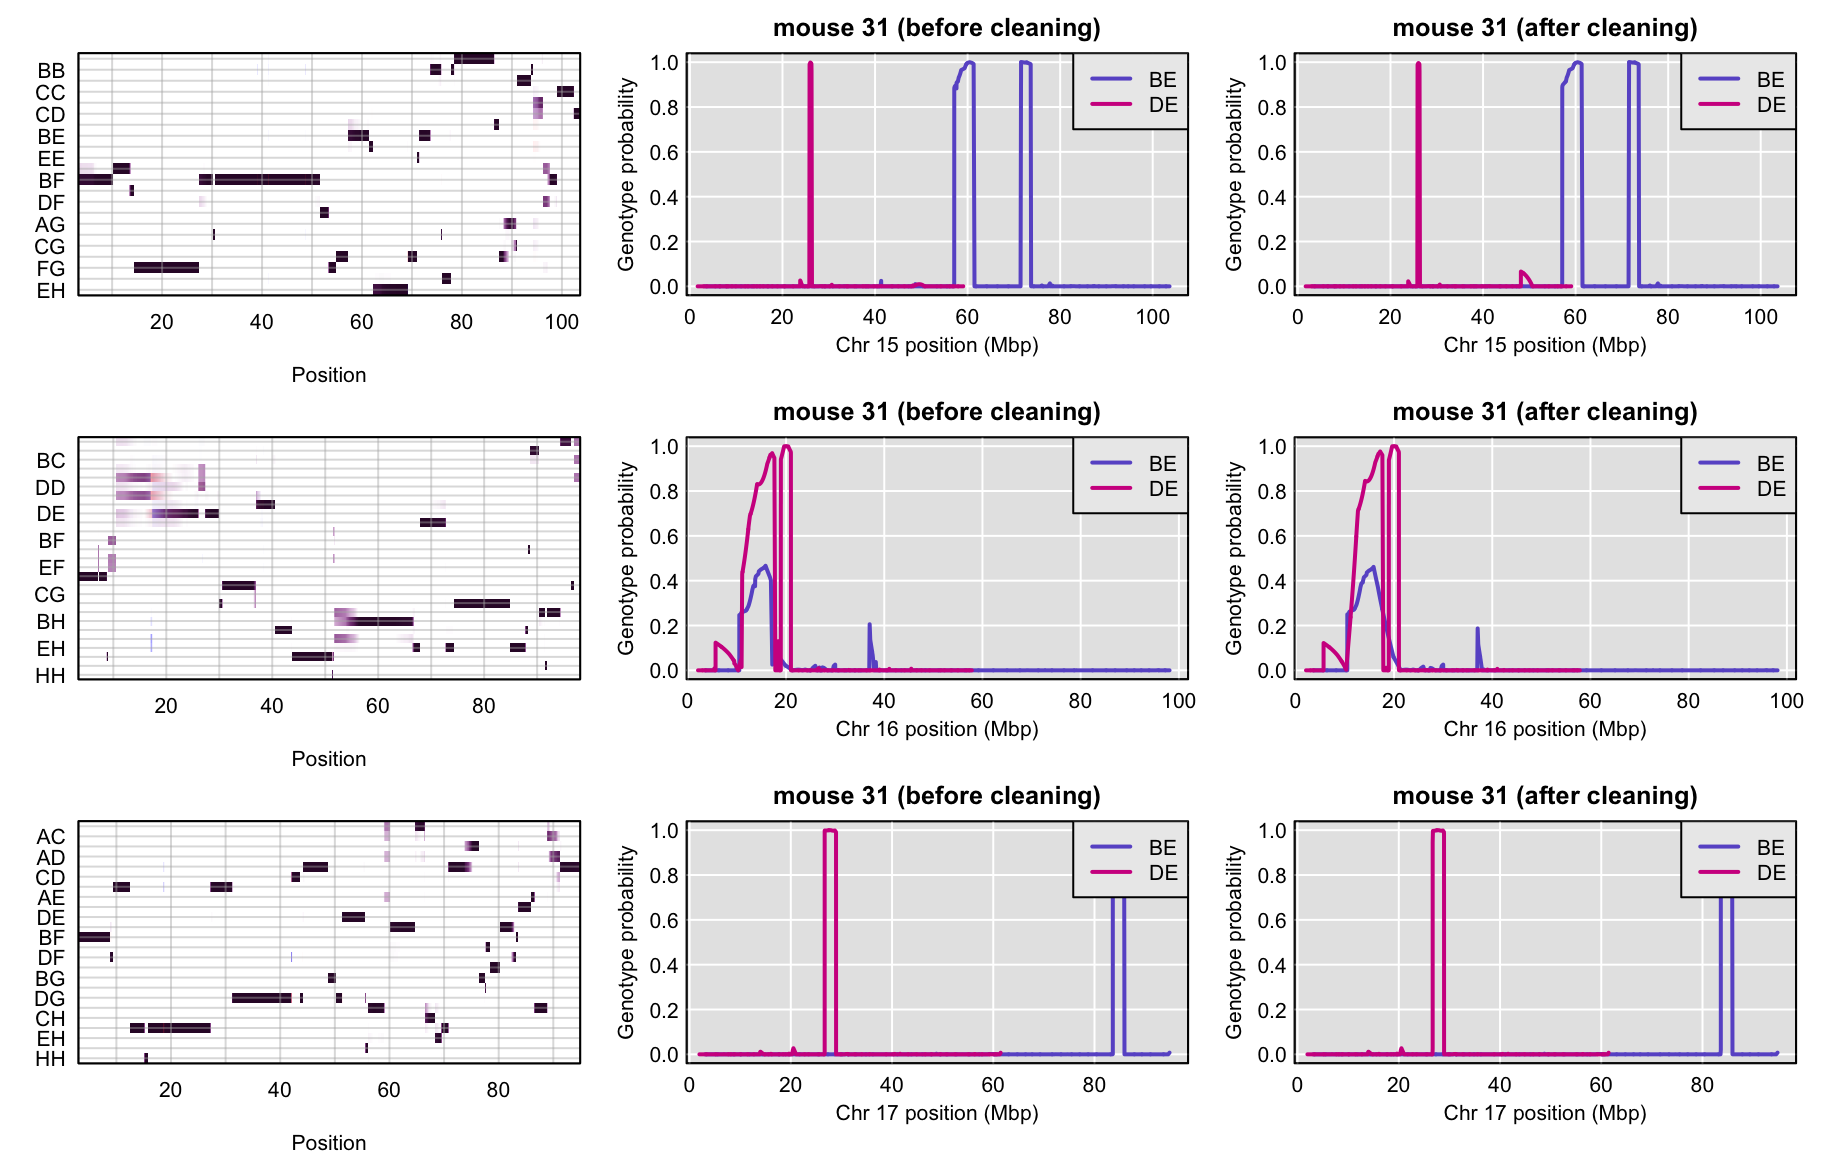 BB
CC
CD
BE
EE
BF
DF
AG
CG
FG
EH
20 40 60 80 100
Position
mouse 31 (before cleaning)
Genotype probability
1.0
0.8
0.6
0.4
0.2
0.0
BE
DE
0 20 40 60 80 100
Chr 15 position (Mbp)
mouse 31 (after cleaning)
Genotype probability
1.0
0.8
0.6
0.4
0.2
0.0
BE
DE
0 20 40 60 80 100
Chr 15 position (Mbp)
BC
DD
DE
BF
EF
CG
BH
EH
HH
20 40 60 80
Position
mouse 31 (before cleaning)
Genotype probability
1.0
0.8
0.6
0.4
0.2
0.0
BE
DE
0 20 40 60 80 100
Chr 16 position (Mbp)
mouse 31 (after cleaning)
Genotype probability
1.0
0.8
0.6
0.4
0.2
0.0
BE
DE
0 20 40 60 80 100
Chr 16 position (Mbp)
AC
AD
CD
AE
DE
BF
DF
BG
DG
CH
EH
HH
20 40 60 80
Position
mouse 31 (before cleaning)
Genotype probability
1.0
0.8
0.6
0.4
0.2
0.0
BE
DE
0 20 40 60 80
Chr 17 position (Mbp)
mouse 31 (after cleaning)
Genotype probability
1.0
0.8
0.6
0.4
0.2
0.0
BE
DE
0 20 40 60 80
Chr 17 position (Mbp)